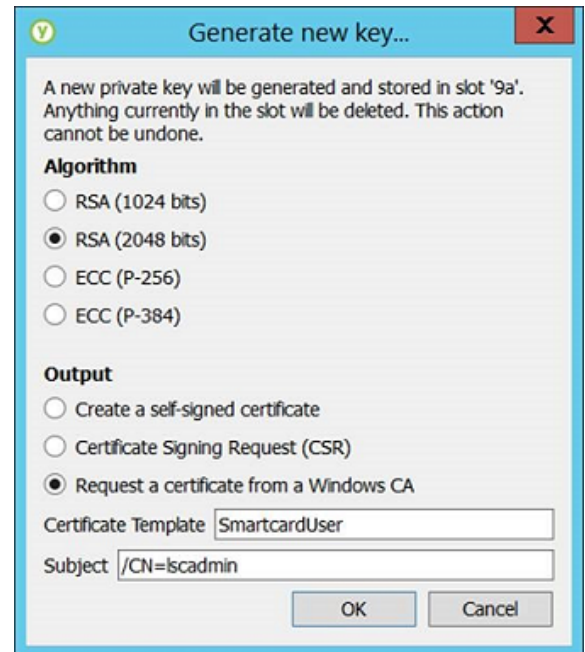 Generate new key...
X
A new private key will be generated and stored in slot '9a'.
Anything currently in the slot will be deleted. This action
cannot be undone.
Algorithm
RSA (1024 bits)
RSA (2048 bits)
ECC (P-256)
ECC (P-384)
Output
Create a self-signed certificate
Certificate Signing Request (CSR)
Request a certificate from a Windows CA
Certificate Template SmartcardUser
Subject /CN=lscadmin
OK Cancel